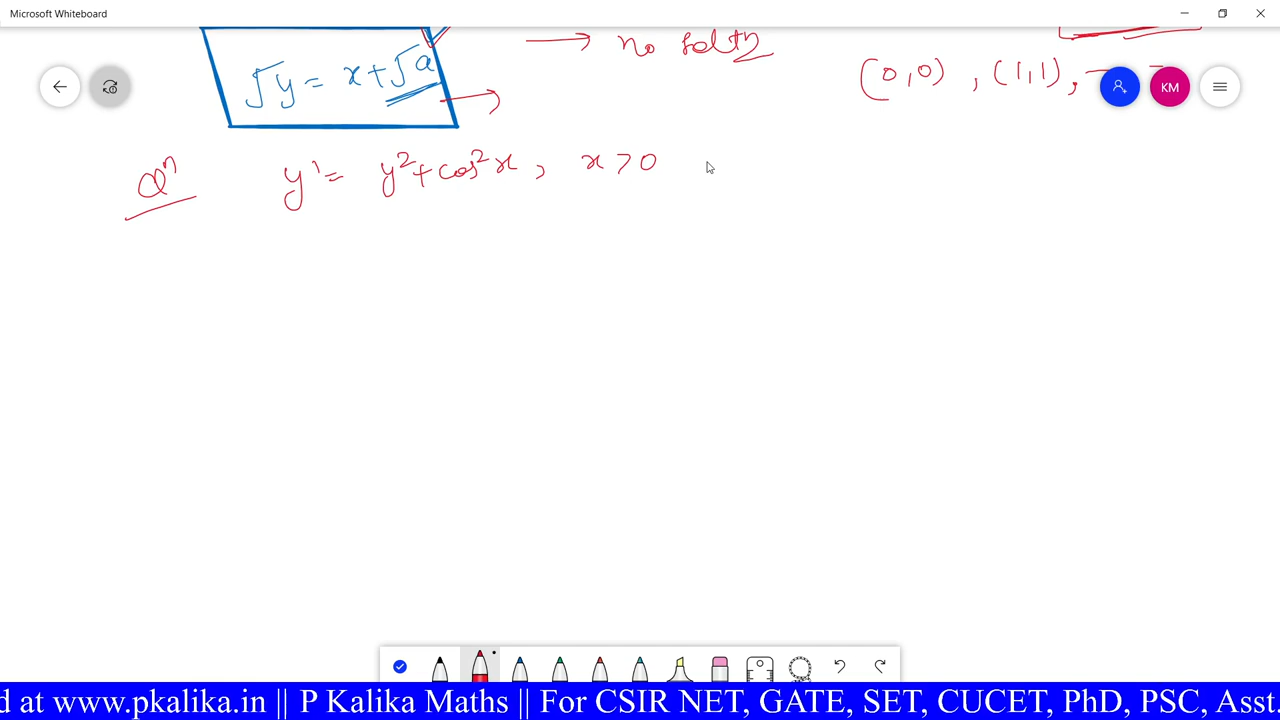 Microsoft Whiteboard
→ no soltn
√y = x + √a
(0,0), (1,1),
KM
Qⁿ y' = y² + cos²x, x > 0
d at www.pkalika.in || P Kalika Maths || For CSIR NET, GATE, SET, CUCET, PhD, PSC, Asst.